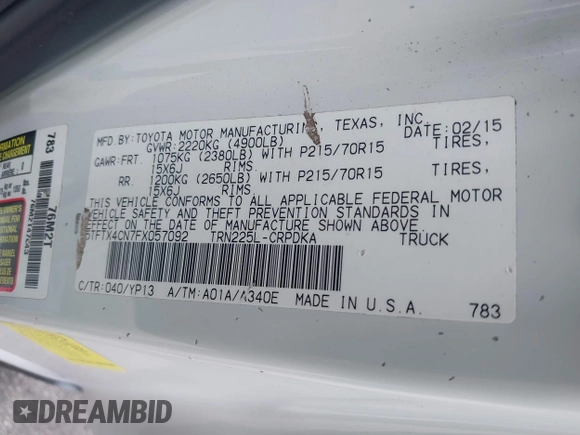 MFD.BY:TOYOTA MOTOR MANUFACTURING, TEXAS, INC.
GVWR:2220KG (4900LB) DATE:02/15
GAWR:FRT. 1075KG (2380LB) WITH P215/70R15 TIRES,
15X6J RIMS
RR. 1200KG (2650LB) WITH P215/70R15 TIRES,
15X6J RIMS
THIS VEHICLE CONFORMS TO ALL APPLICABLE FEDERAL MOTOR
VEHICLE SAFETY AND THEFT PREVENTION STANDARDS IN
EFFECT ON THE DATE OF MANUFACTURE SHOWN ABOVE.
5TFTX4CN7FX057092 TRN225L-CRPDKA TRUCK
C/TR:040/YP13 A/TM:A01A/A340E MADE IN U.S.A. 783
783
76M2T
DREAMBID